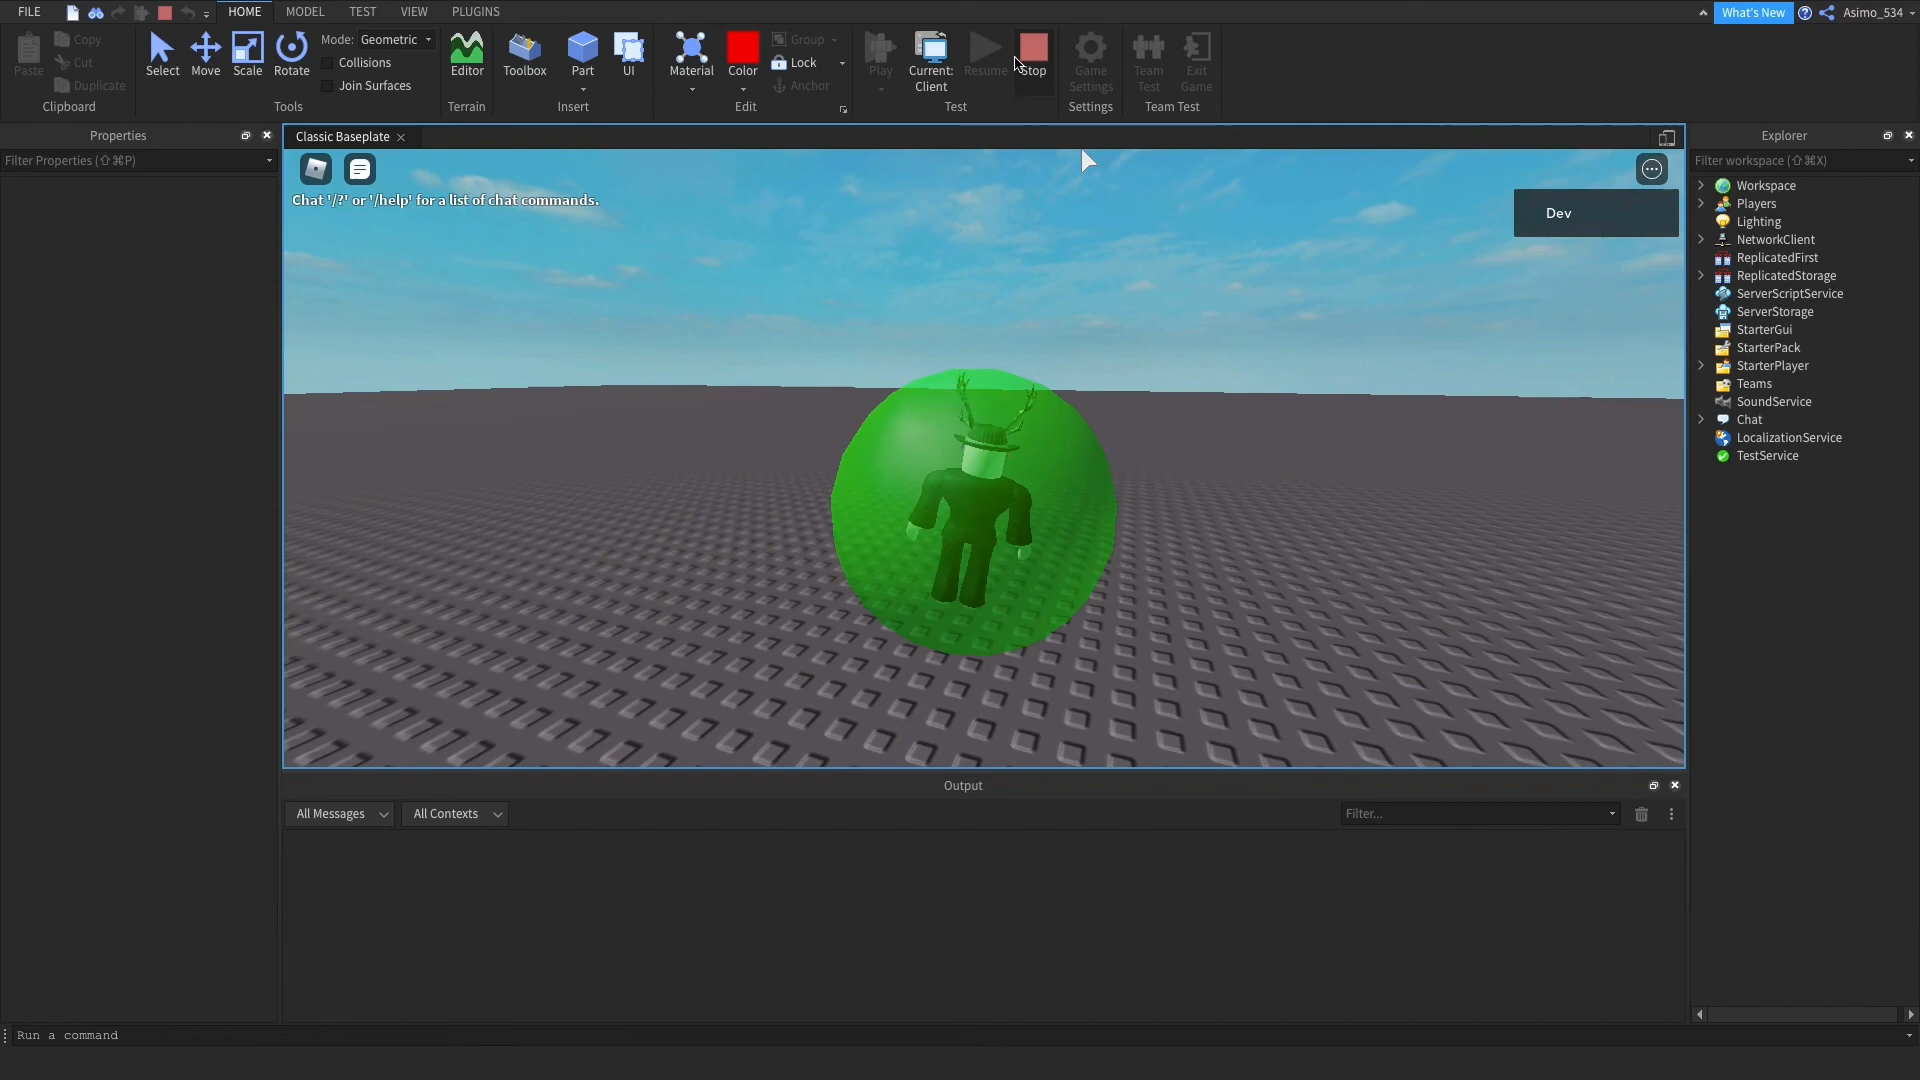 FILE HOME MODEL TEST VIEW PLUGINS What's New Asimo_534
Paste Copy Cut Duplicate
Clipboard
Select Move Scale Rotate
Mode: Geometric
Collisions
Join Surfaces
Tools
Editor
Terrain
Toolbox Part UI
Insert
Material Color Group Lock Anchor
Edit
Play Current: Client Resume Stop
Test
Game Settings
Settings
Team Test Exit Game
Team Test
Properties
Filter Properties (⇧⌘P)
Classic Baseplate
Chat '/?' or '/help' for a list of chat commands.
Dev
Explorer
Filter workspace (⇧⌘X)
Workspace
Players
Lighting
NetworkClient
ReplicatedFirst
ReplicatedStorage
ServerScriptService
ServerStorage
StarterGui
StarterPack
StarterPlayer
Teams
SoundService
Chat
LocalizationService
TestService
Output
All Messages All Contexts Filter...
Run a command